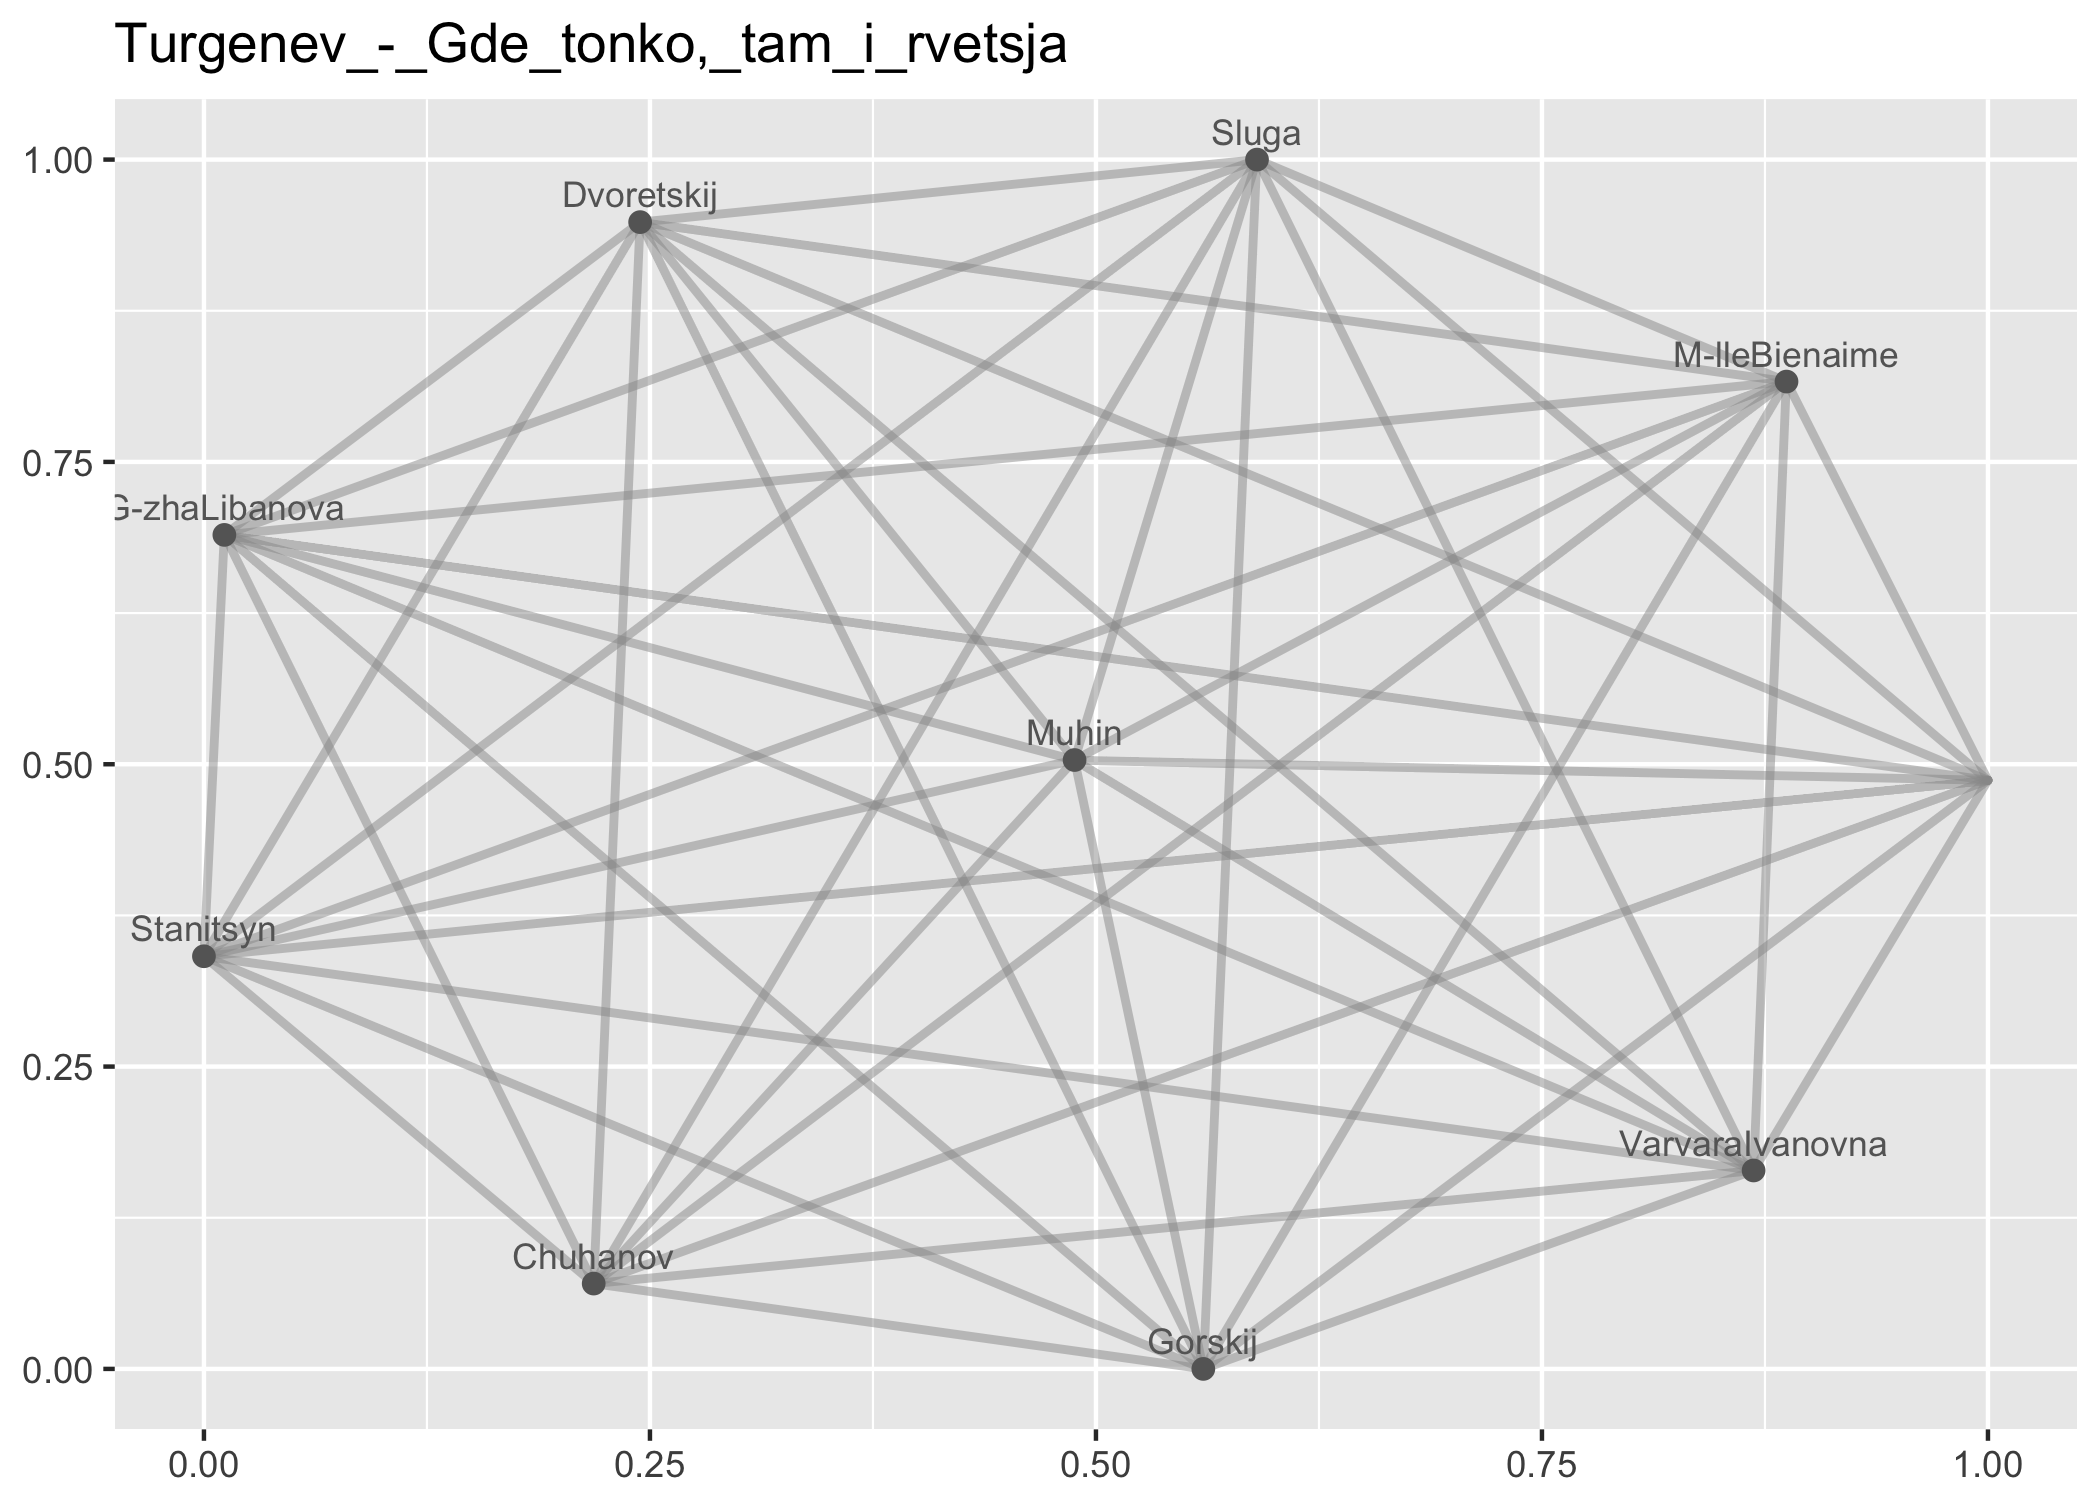 Turgenev_-_Gde_tonko,_tam_i_rvetsja
Sluga
1.00
Dvoretskij
M-lleBienaime
0.75
G-zhaLibanova
Muhin
0.50
Stanitsyn
VarvaraIvanovna
0.25
Chuhanov
Gorskij
0.00
0.00 0.25 0.50 0.75 1.00